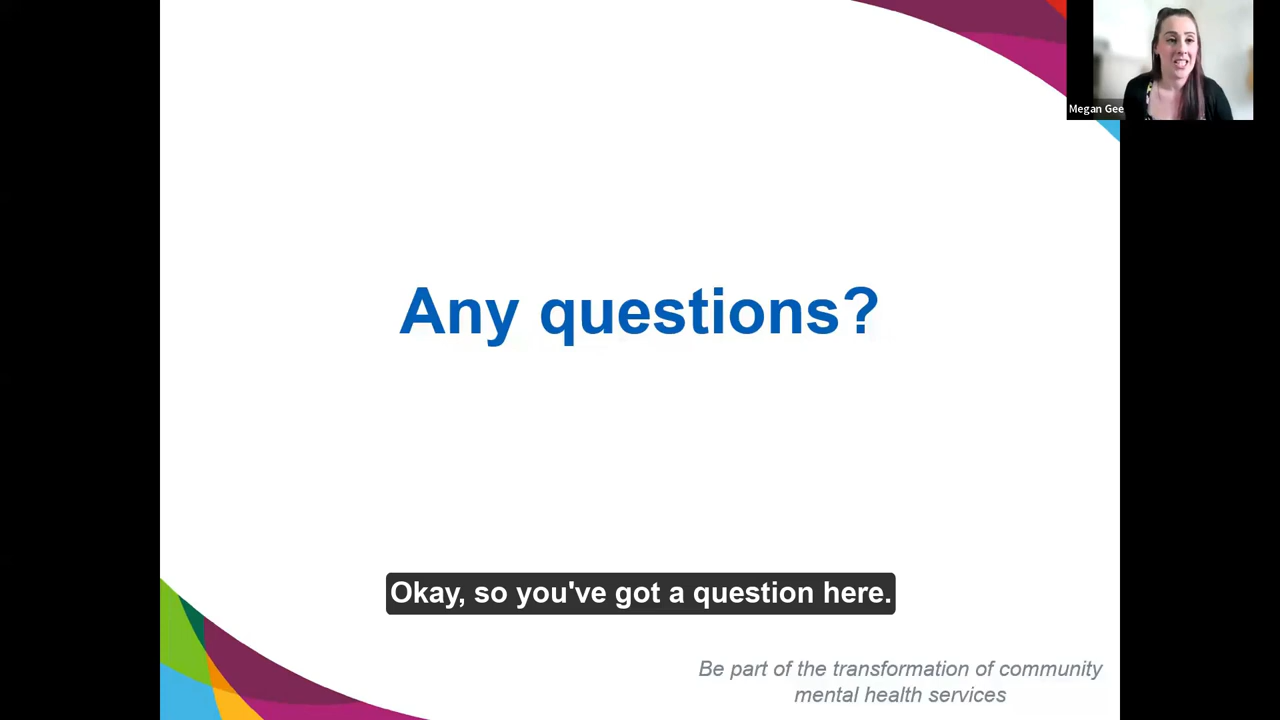 Megan Gee
Any questions?
Okay, so you've got a question here.
Be part of the transformation of community
mental health services